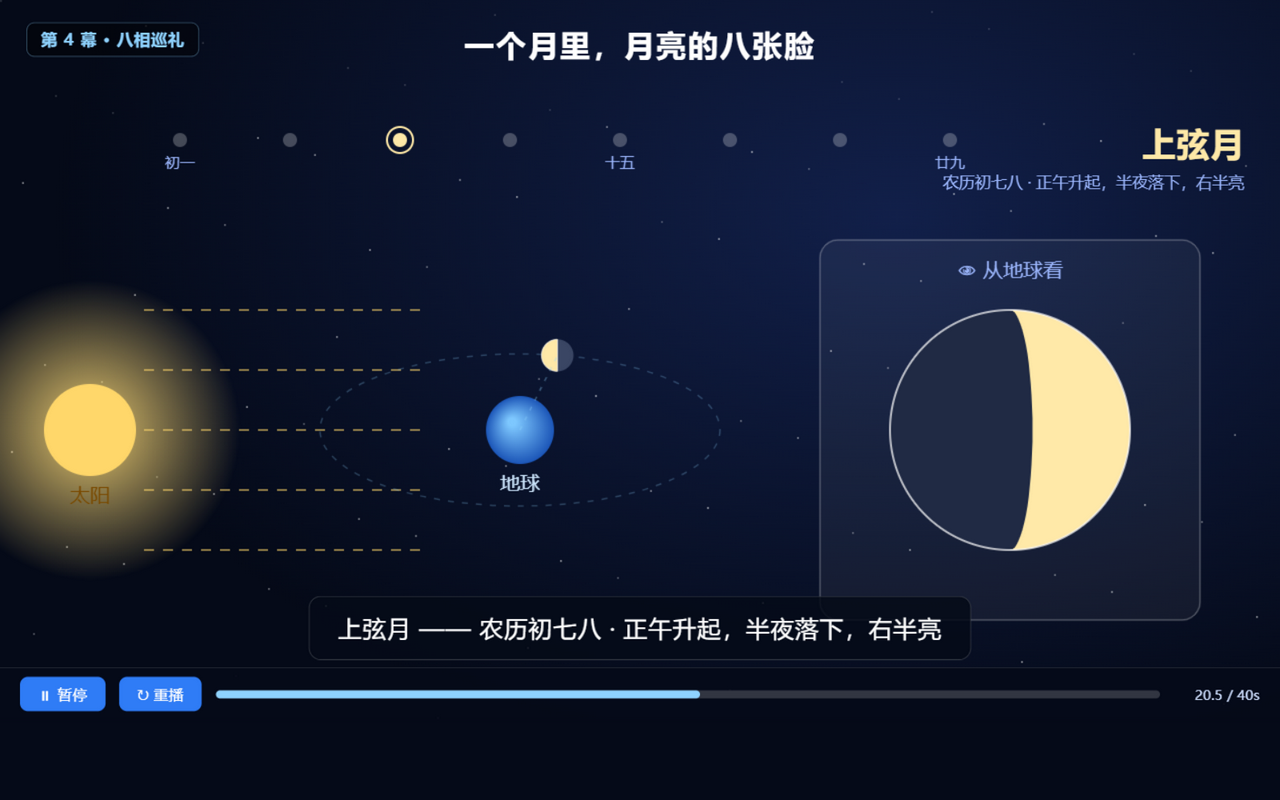 第 4 幕 · 八相巡礼
一个月里，月亮的八张脸
初一
十五
廿九
上弦月
农历初七八 · 正午升起，半夜落下，右半亮
👁 从地球看
太阳
地球
上弦月 —— 农历初七八 · 正午升起，半夜落下，右半亮
⏸ 暂停
↻ 重播
20.5 / 40s